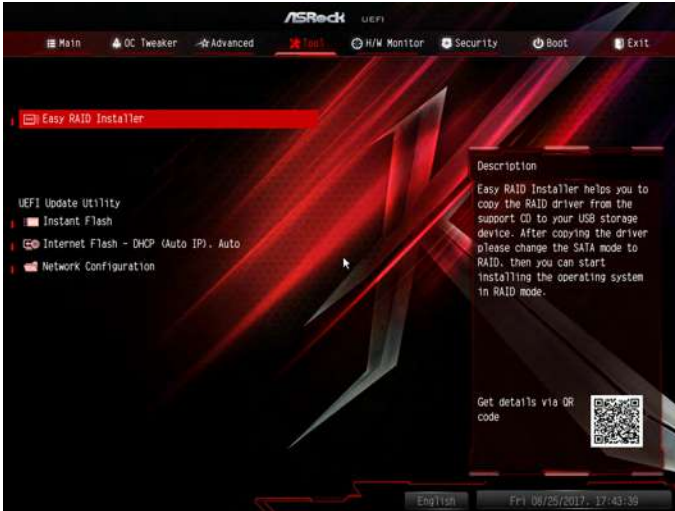 ASRock UEFI
Main OC Tweaker Advanced Tool H/W Monitor Security Boot Exit
Easy RAID Installer
UEFI Update Utility
Instant Flash
Internet Flash - DHCP (Auto IP), Auto
Network Configuration
Description
Easy RAID Installer helps you to
copy the RAID driver from the
support CD to your USB storage
device. After copying the driver
please change the SATA mode to
RAID, then you can start
installing the operating system
in RAID mode.
Get details via QR
code
English
Fri 08/25/2017, 17:43:39